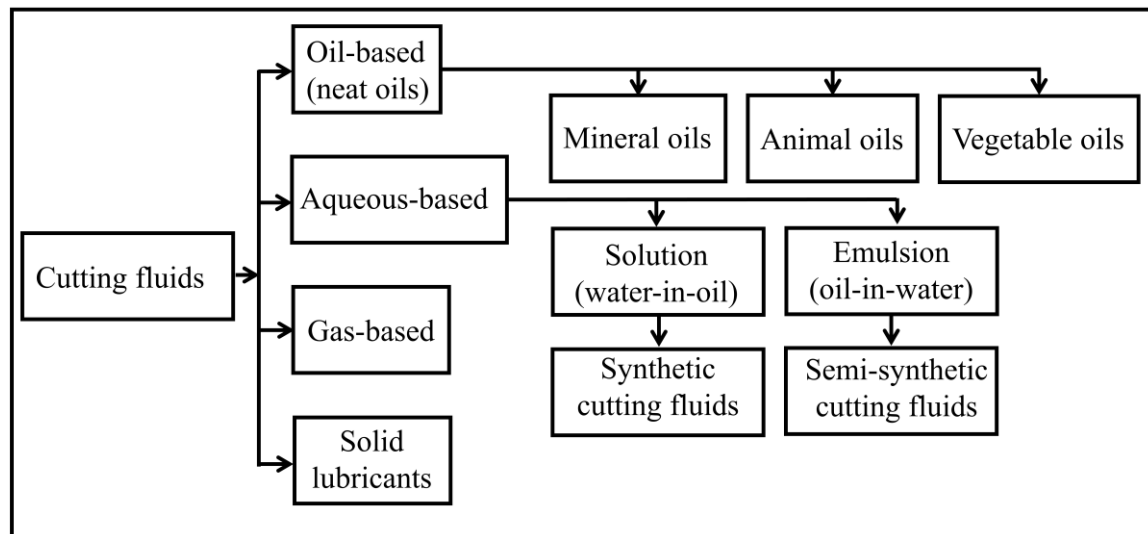 Oil-based
(neat oils)
Mineral oils
Animal oils
Vegetable oils
Aqueous-based
Solution
(water-in-oil)
Emulsion
(oil-in-water)
Cutting fluids
Gas-based
Synthetic
cutting fluids
Semi-synthetic
cutting fluids
Solid
lubricants